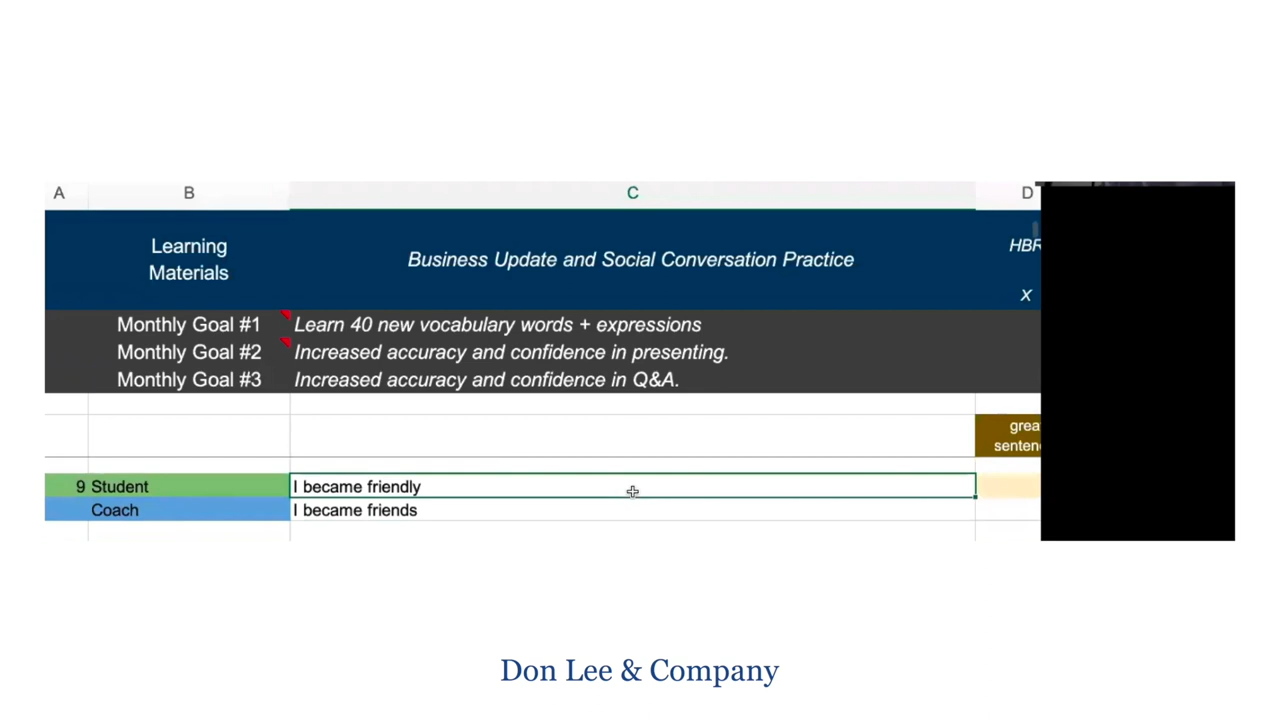 A B C D
Learning
Materials
Business Update and Social Conversation Practice
HBR
X
Monthly Goal #1 Learn 40 new vocabulary words + expressions
Monthly Goal #2 Increased accuracy and confidence in presenting.
Monthly Goal #3 Increased accuracy and confidence in Q&A.
9 Student I became friendly
Coach I became friends
Don Lee & Company